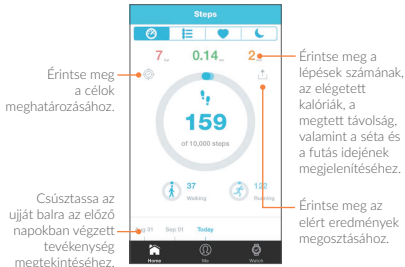 Steps
7
0.14
2
Érintse meg
a célok
meghatározásához.
Érintse meg a
lépések számának,
az elégetett
kalóriák, a
megtett távolság,
valamint a séta és
a futás idejének
megjelenítéséhez.
159
of 10,000 steps
37
Walking
122
Running
Érintse meg az
elért eredmények
megosztásához.
Csúsztassa az
ujját balra az előző
napokban végzett
tevékenység
megtekintéséhez.
Aug 31 Sep 01 Today
Home Me Watch